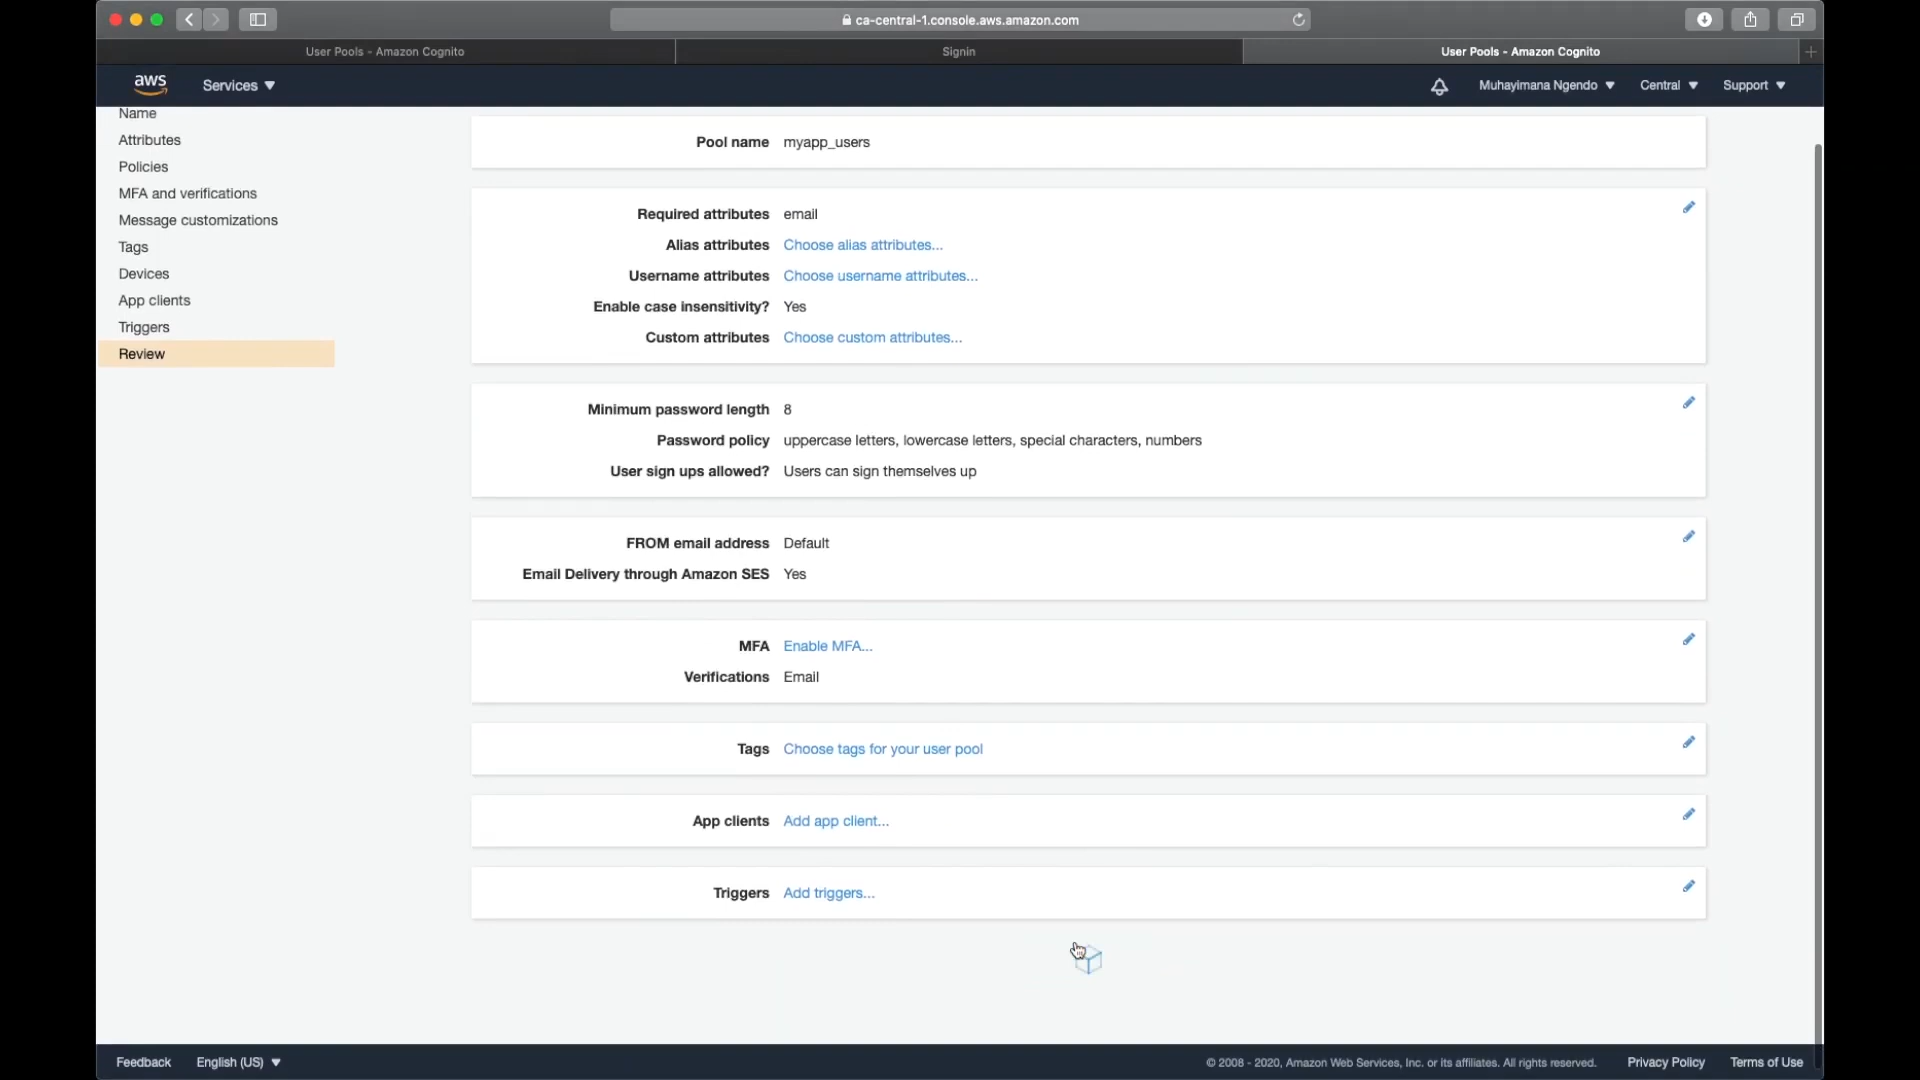 ca-central-1.console.aws.amazon.com
User Pools - Amazon Cognito
Signin
User Pools - Amazon Cognito
aws
Services
Muhayimana Ngendo
Central
Support
Name
Attributes
Policies
MFA and verifications
Message customizations
Tags
Devices
App clients
Triggers
Review
Pool name myapp_users
Required attributes email
Alias attributes Choose alias attributes...
Username attributes Choose username attributes...
Enable case insensitivity? Yes
Custom attributes Choose custom attributes...
Minimum password length 8
Password policy uppercase letters, lowercase letters, special characters, numbers
User sign ups allowed? Users can sign themselves up
FROM email address Default
Email Delivery through Amazon SES Yes
MFA Enable MFA...
Verifications Email
Tags Choose tags for your user pool
App clients Add app client...
Triggers Add triggers...
Feedback
English (US)
© 2008 - 2020, Amazon Web Services, Inc. or its affiliates. All rights reserved.
Privacy Policy
Terms of Use